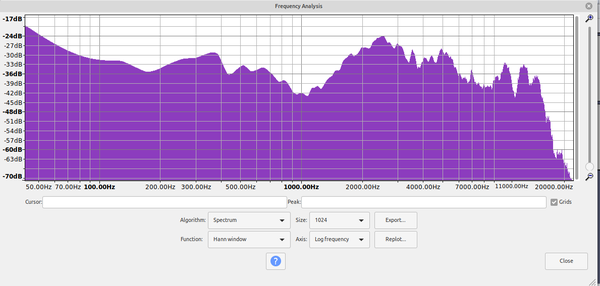 Frequency Analysis
-17dB
-24dB
-27dB
-30dB
-33dB
-36dB
-39dB
-42dB
-45dB
-48dB
-51dB
-54dB
-57dB
-60dB
-63dB
-70dB
50.00Hz 70.00Hz 100.00Hz 200.00Hz 300.00Hz 500.00Hz 1000.00Hz 2000.00Hz 4000.00Hz 7000.00Hz 11000.00Hz 20000.00Hz
Cursor: Peak: Grids
Algorithm: Spectrum Size: 1024 Export...
Function: Hann window Axis: Log frequency Replot...
? Close